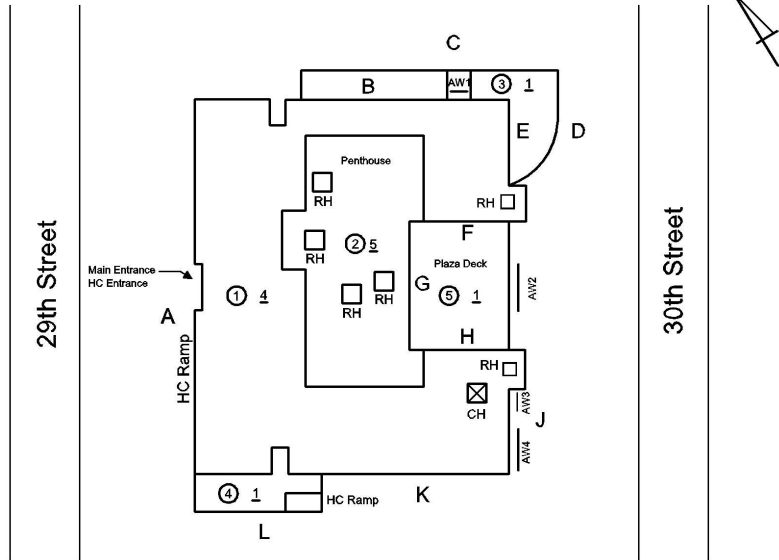 C
B
AW1
3 1
E
D
Penthouse
RH
RH
F
29th Street
30th Street
2 5
RH
Plaza Deck
Main Entrance
HC Entrance
G
RH
RH
AW2
1 4
5 1
A
H
HC Ramp
RH
CH
AW3
J
AW4
4 1
HC Ramp
K
L